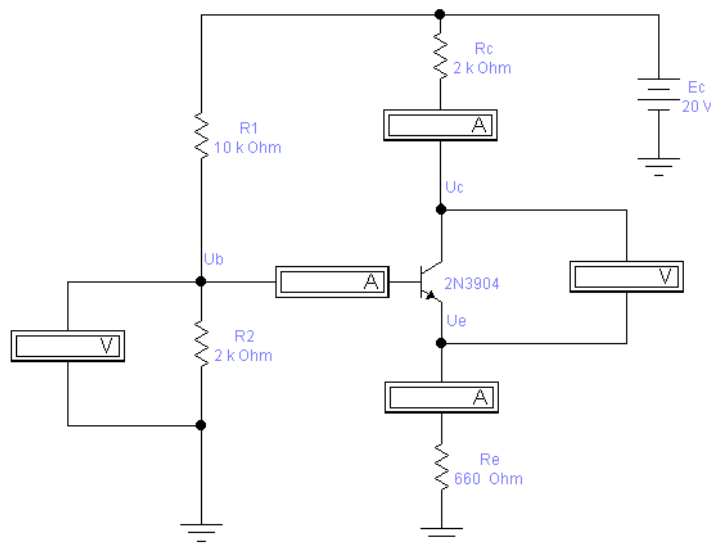 Rc
2 k Ohm
Ec
20 V
A
R1
10 k Ohm
Uc
Ub
A
2N3904
V
Ue
R2
2 k Ohm
V
A
Re
660 Ohm